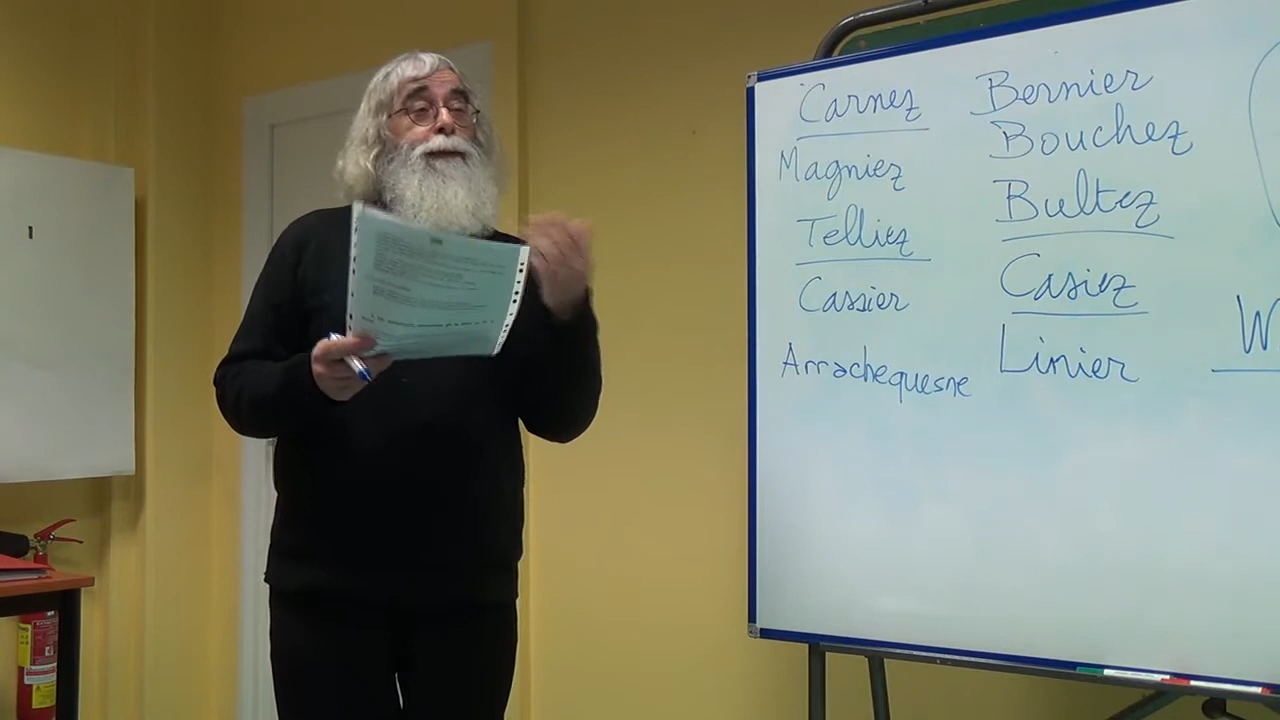 Carnez
Magniez
Telliez
Cassier
Arrachequesne
Bernier
Bouchez
Bultez
Casiez
Linier
W